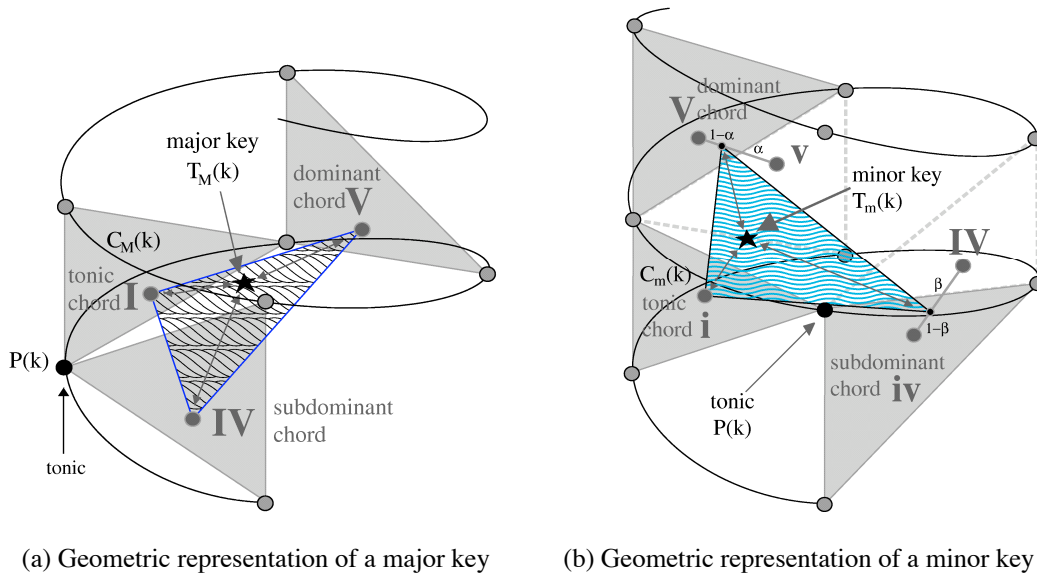 major key
T_M(k)
dominant
chord V
C_M(k)
tonic
chord I
P(k)
IV subdominant
chord
tonic
(a) Geometric representation of a major key
dominant
V chord
1−α
α
v
minor key
T_m(k)
IV
C_m(k)
tonic
chord i
β
1−β
subdominant
chord iv
tonic
P(k)
(b) Geometric representation of a minor key